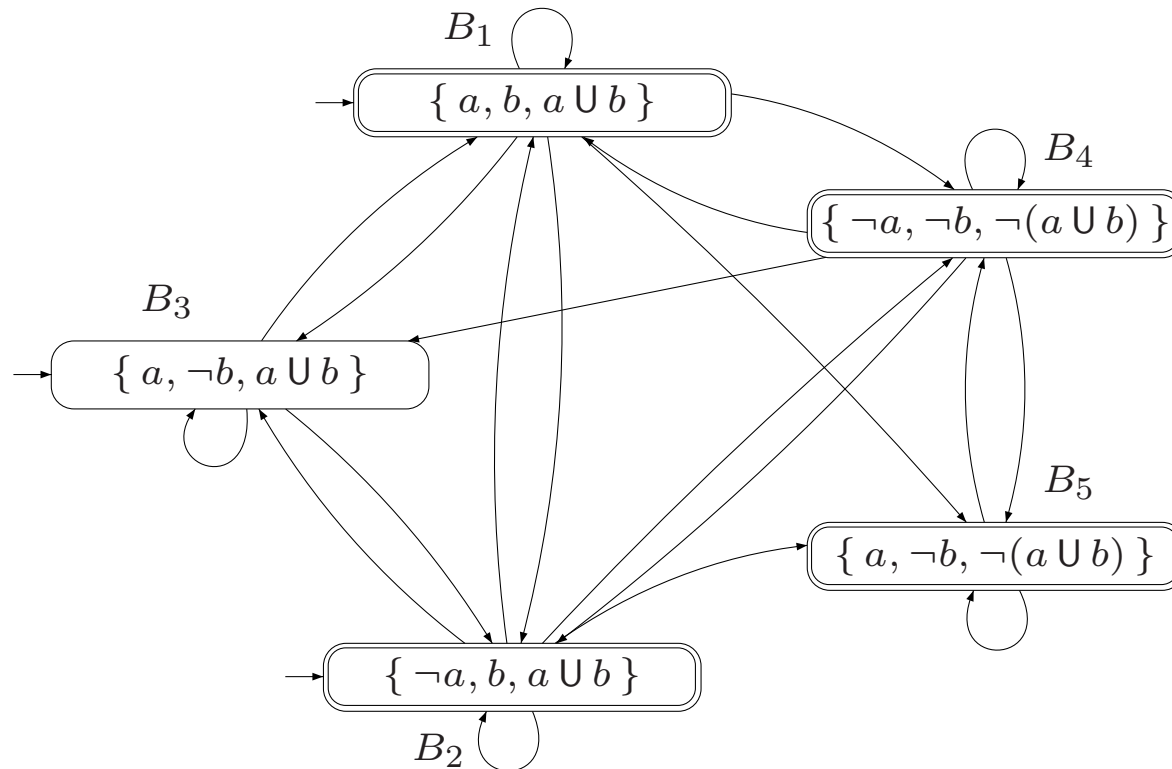 B1
{ a, b, a U b }
B4
{ ¬a, ¬b, ¬(a U b) }
B3
{ a, ¬b, a U b }
B5
{ a, ¬b, ¬(a U b) }
{ ¬a, b, a U b }
B2